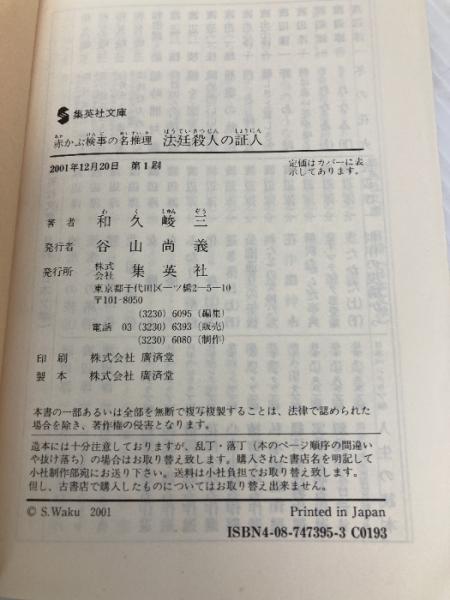 集英社文庫
赤かぶ検事の名推理 法廷殺人の証人
2001年12月20日 第1刷
定価はカバーに表
示してあります。
著者 和久峻三
発行者 谷山尚義
発行所 株式会社 集英社
東京都千代田区一ツ橋2-5-10
〒101-8050
(3230) 6095 (編集)
電話 03 (3230) 6393 (販売)
(3230) 6080 (制作)
印刷 株式会社 廣済堂
製本 株式会社 廣済堂
本書の一部あるいは全部を無断で複写複製することは、法律で認められた
場合を除き、著作権の侵害となります。
造本には十分注意しておりますが、乱丁・落丁(本のページ順序の間違い
や抜け落ち)の場合はお取り替え致します。購入された書店名を明記して
小社制作部宛にお送り下さい。送料は小社負担でお取り替え致します。
但し、古書店で購入したものについてはお取り替え出来ません。
© S.Waku 2001
Printed in Japan
ISBN4-08-747395-3 C0193